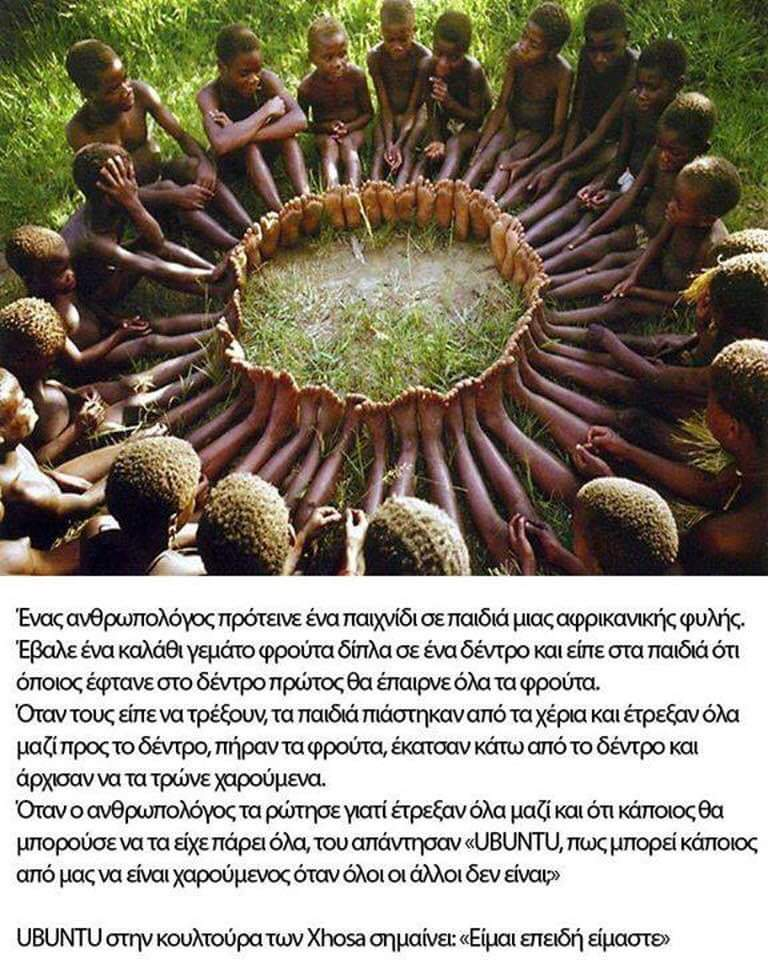 Ένας ανθρωπολόγος πρότεινε ένα παιχνίδι σε παιδιά μιας αφρικανικής φυλής.
Έβαλε ένα καλάθι γεμάτο φρούτα δίπλα σε ένα δέντρο και είπε στα παιδιά ότι
όποιος έφτανε στο δέντρο πρώτος θα έπαιρνε όλα τα φρούτα.
Όταν τους είπε να τρέξουν, τα παιδιά πιάστηκαν από τα χέρια και έτρεξαν όλα
μαζί προς το δέντρο, πήραν τα φρούτα, έκατσαν κάτω από το δέντρο και
άρχισαν να τα τρώνε χαρούμενα.
Όταν ο ανθρωπολόγος τα ρώτησε γιατί έτρεξαν όλα μαζί και ότι κάποιος θα
μπορούσε να τα είχε πάρει όλα, του απάντησαν «UBUNTU, πως μπορεί κάποιος
από μας να είναι χαρούμενος όταν όλοι οι άλλοι δεν είναι;»
UBUNTU στην κουλτούρα των Xhosa σημαίνει: «Είμαι επειδή είμαστε»